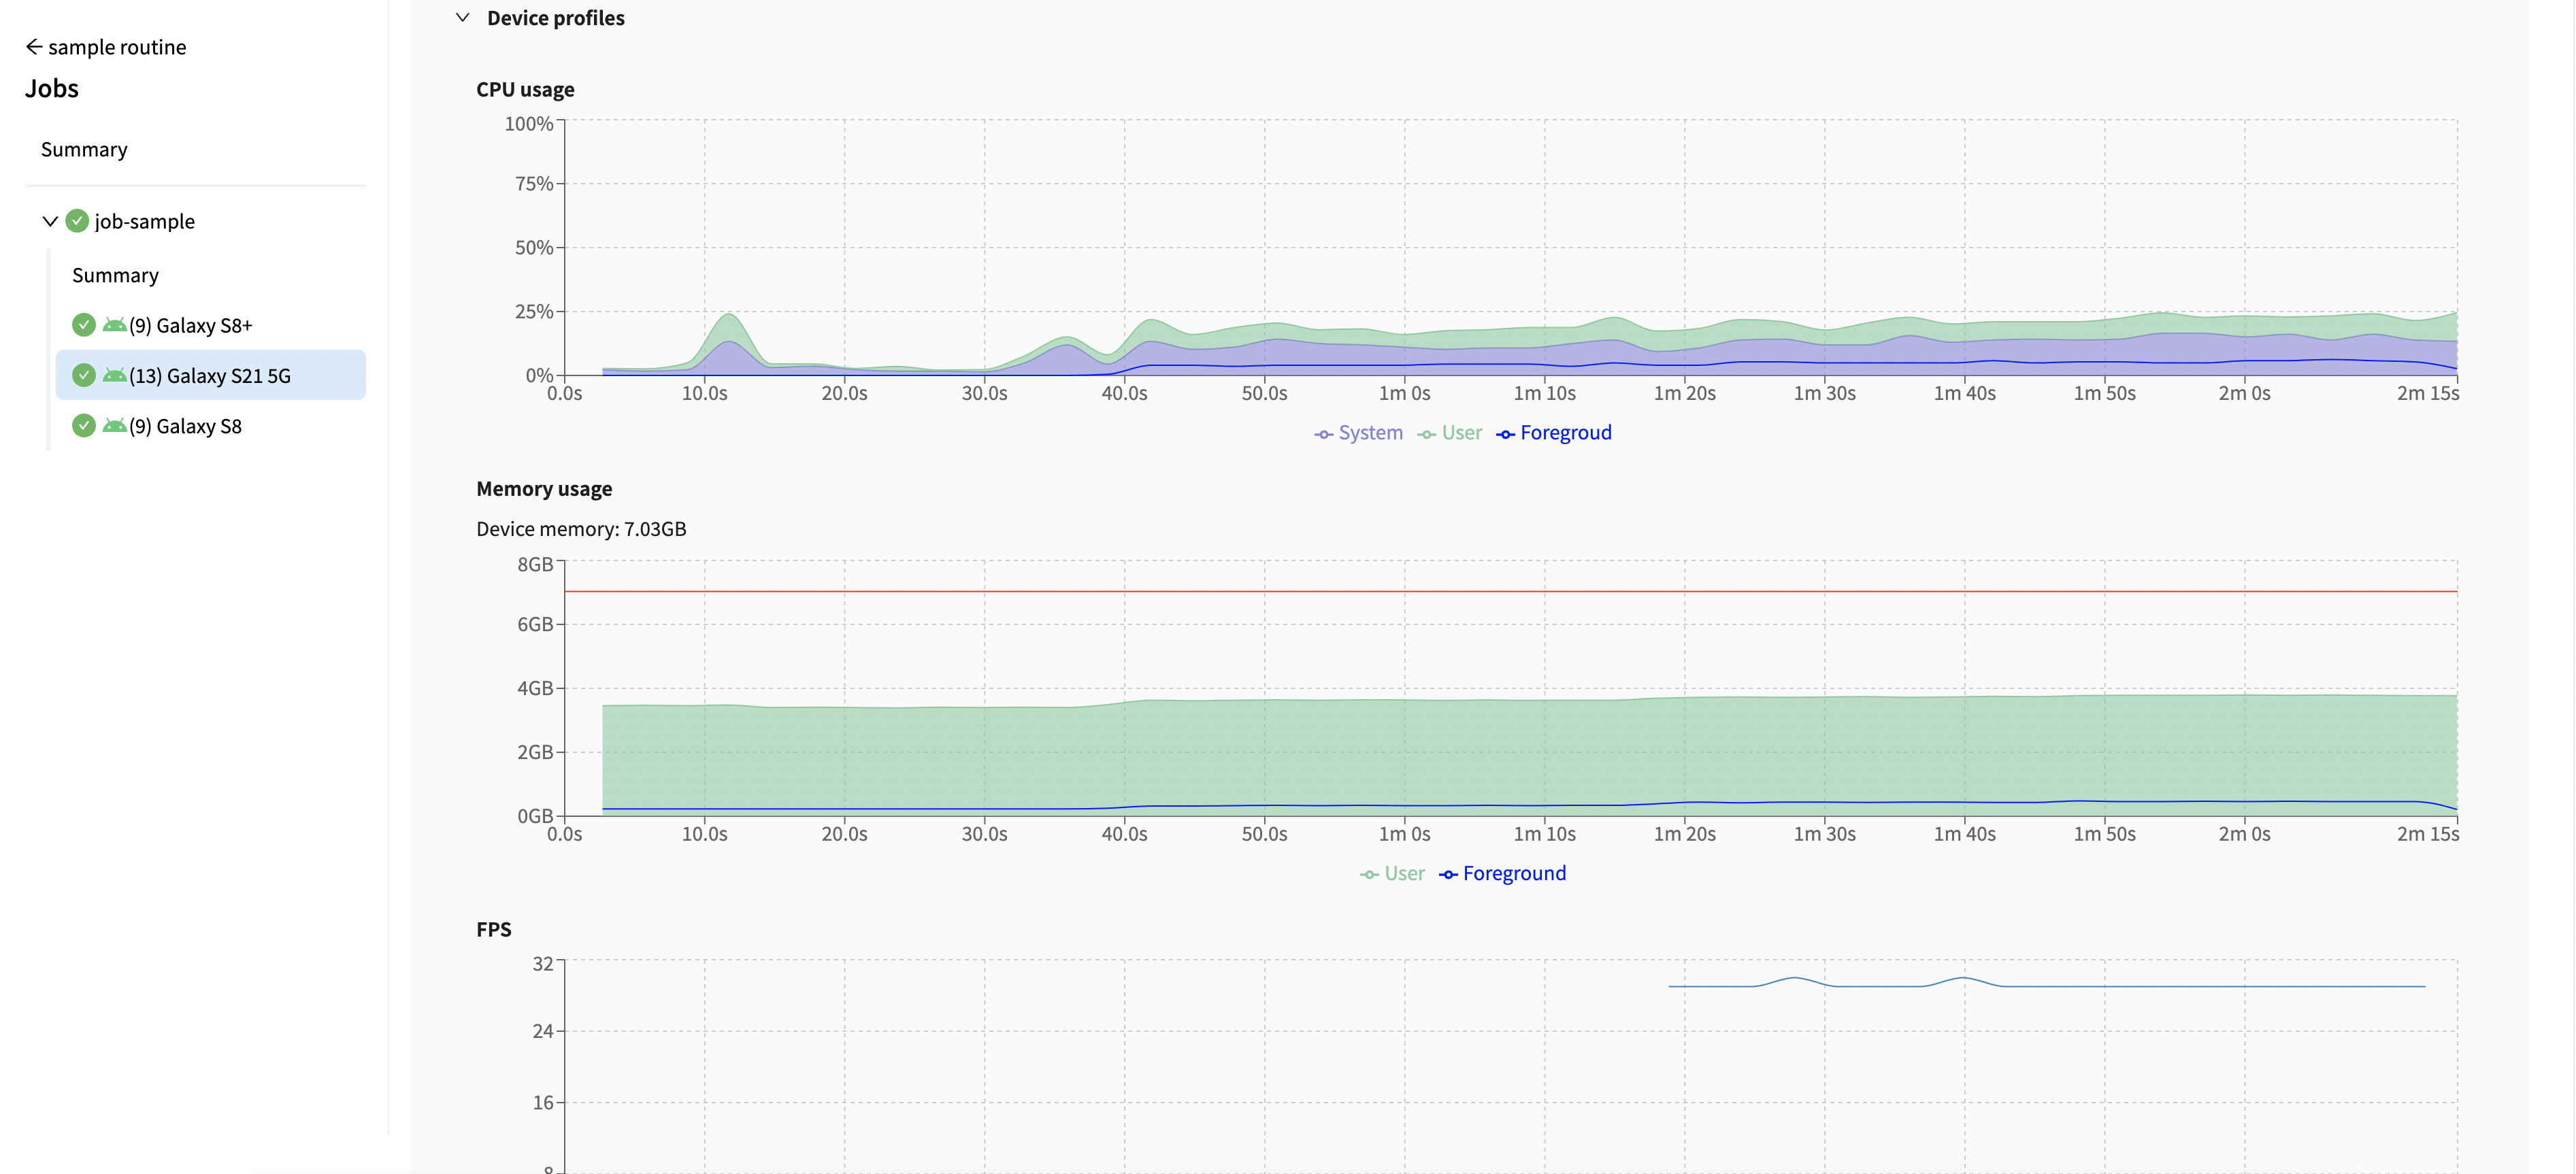 sample routine
Jobs
Summary
job-sample
Summary
(9) Galaxy S8+
(13) Galaxy S21 5G
(9) Galaxy S8
Device profiles
CPU usage
100%
75%
50%
25%
0%
0.0s 10.0s 20.0s 30.0s 40.0s 50.0s 1m 0s 1m 10s 1m 20s 1m 30s 1m 40s 1m 50s 2m 0s 2m 15s
System User Foregroud
Memory usage
Device memory: 7.03GB
8GB
6GB
4GB
2GB
0GB
0.0s 10.0s 20.0s 30.0s 40.0s 50.0s 1m 0s 1m 10s 1m 20s 1m 30s 1m 40s 1m 50s 2m 0s 2m 15s
User Foreground
FPS
32
24
16
8